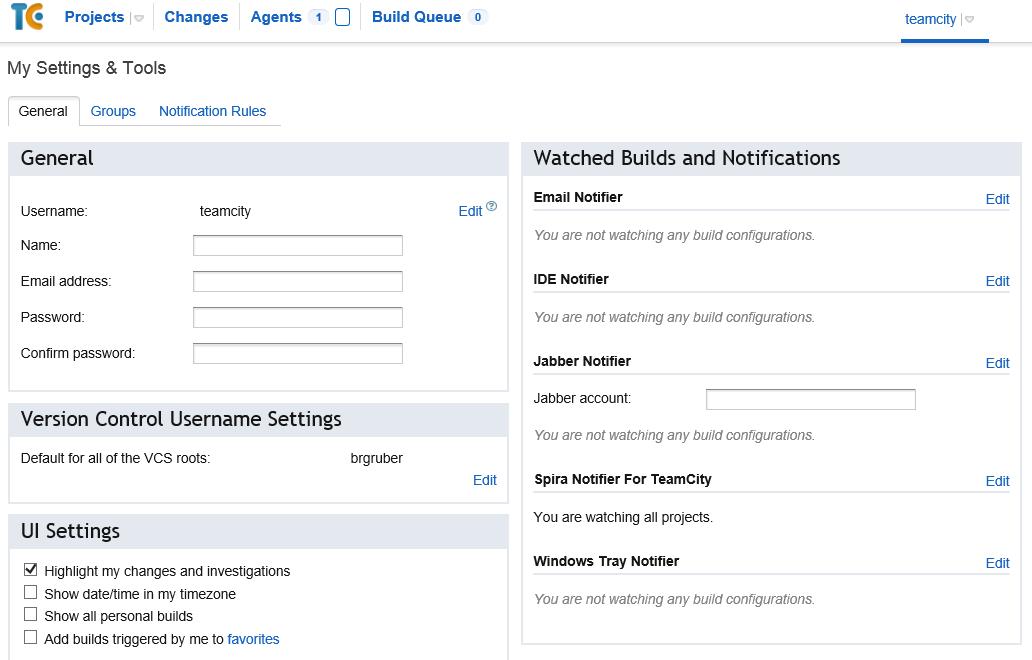 TC Projects Changes Agents 1 Build Queue 0 teamcity
My Settings & Tools
General Groups Notification Rules
General
Username: teamcity Edit ?
Name:
Email address:
Password:
Confirm password:
Version Control Username Settings
Default for all of the VCS roots: brgruber
Edit
UI Settings
Highlight my changes and investigations
Show date/time in my timezone
Show all personal builds
Add builds triggered by me to favorites
Watched Builds and Notifications
Email Notifier Edit
You are not watching any build configurations.
IDE Notifier Edit
You are not watching any build configurations.
Jabber Notifier Edit
Jabber account:
You are not watching any build configurations.
Spira Notifier For TeamCity Edit
You are watching all projects.
Windows Tray Notifier Edit
You are not watching any build configurations.